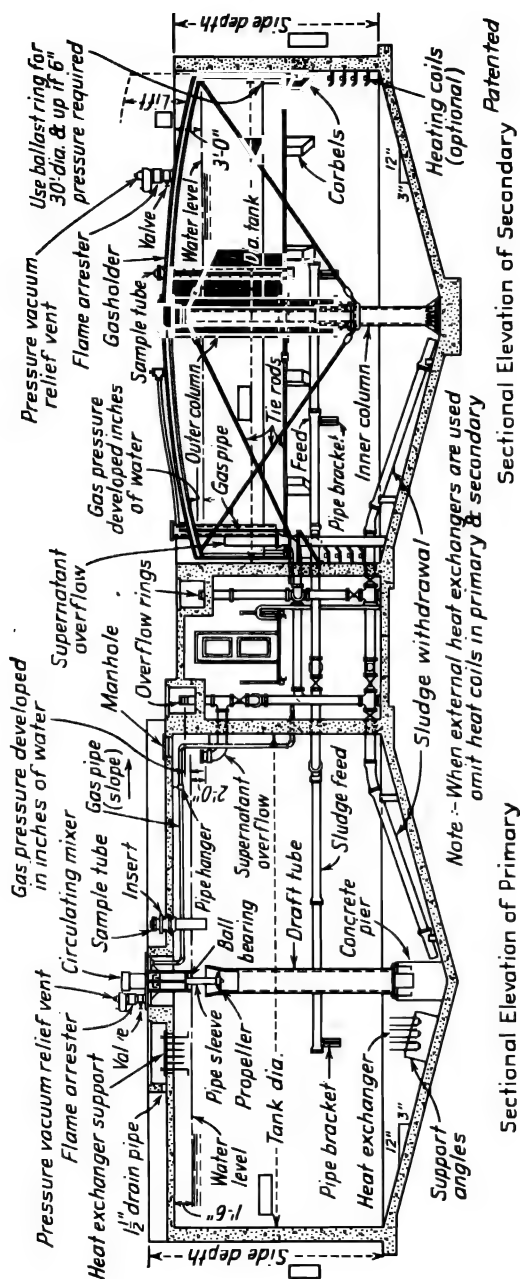 Pressure vacuum relief vent
Flame arrester
Val e
Heat exchanger support
1½" drain pipe
Side depth
1'-6"
Water
level
Tank dia.
Pipe bracket
Heat exchanger
Support
angles
12"
3"
Circulating mixer
Sample tube
Insert
Ball
bearing
Pipe sleeve
Propeller
Draft tube
Concrete
pier
Gas pressure developed
in inches of water
Gas pipe
(slope)
Pipe hanger
2'-0"
Supernatant
overflow
Sludge feed
Manhole
Overflow rings
Supernatant
overflow
Sludge withdrawal
Note :- When external heat exchangers are used
omit heat coils in primary & secondary
Sectional Elevation of Primary
Gas pressure
developed inches
of water
Outer column
Gas pipe
Tie rods
Feed
Pipe bracket
Inner column
Pressure vacuum
relief vent
Flame arrester
Gasholder
Sample tube
Valve
Water level
Dia. tank
Use ballast ring for
30' dia. & up if 6"
pressure required
Lift
3'-0"
Corbels
Side depth
Heating coils
(optional)
12"
3"
Patented
Sectional Elevation of Secondary